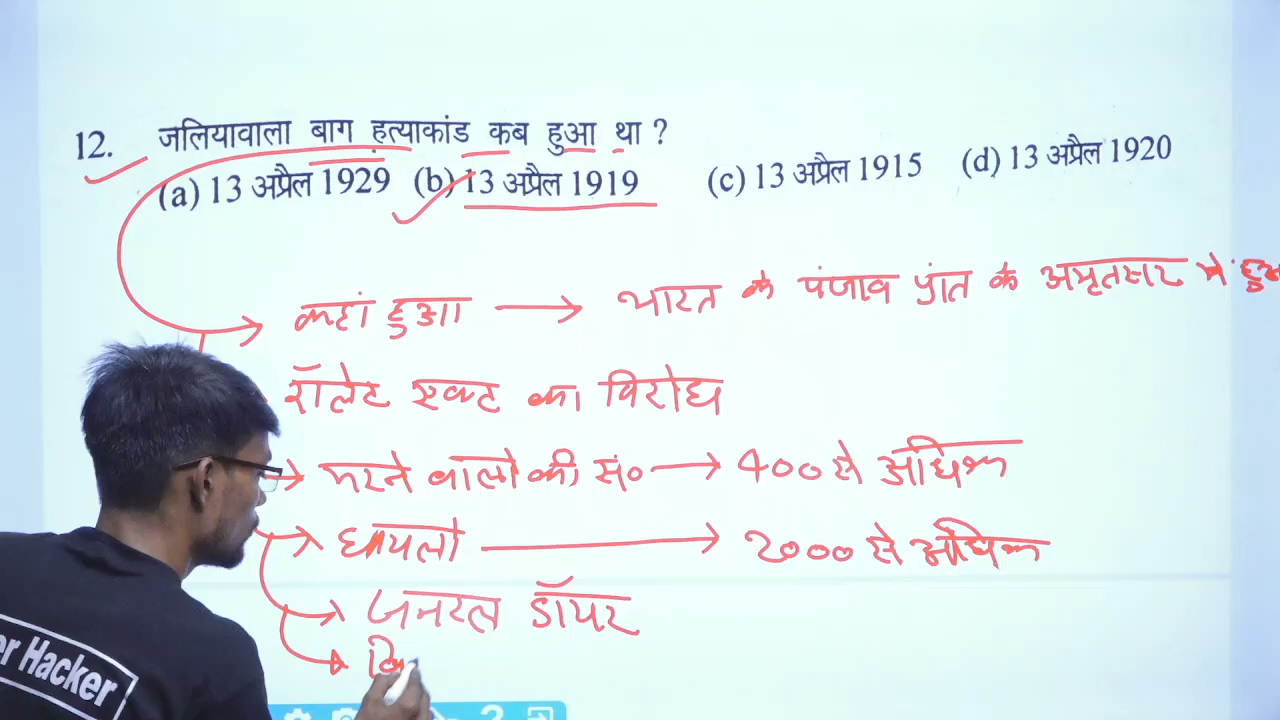 12. जलियावाला बाग हत्याकांड कब हुआ था ?
(a) 13 अप्रैल 1929 (b) 13 अप्रैल 1919 (c) 13 अप्रैल 1915 (d) 13 अप्रैल 1920
कहां हुआ → भारत के पंजाव प्रांत के अमृतसर मे हुआ
रॉलेट एक्ट का विरोध
→ मरने वालो की सं० → 400 से अधिक
→ घायलो → 2000 से अधिक
→ जनरल डॉयर
→ वि
er Hacker